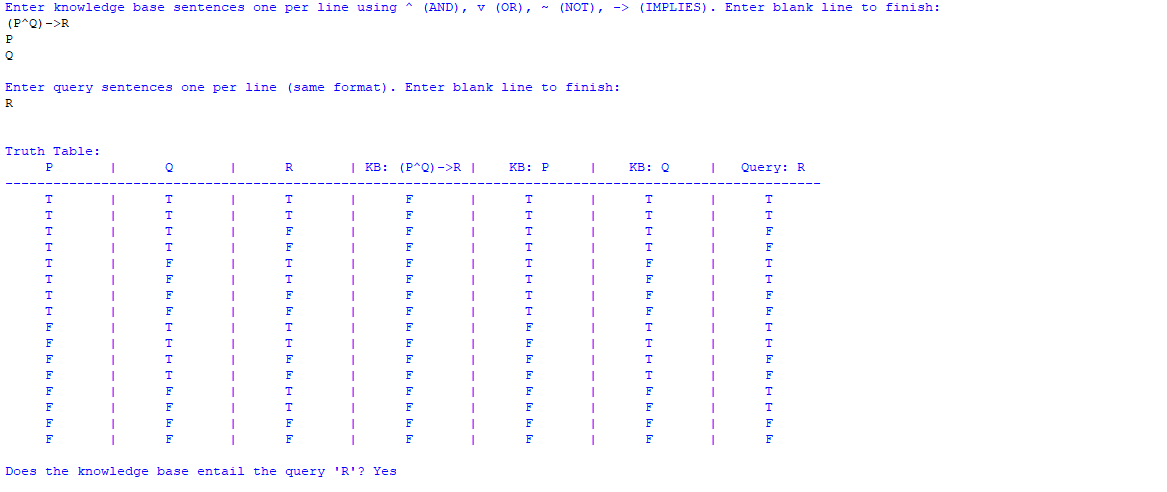 Enter knowledge base sentences one per line using ^ (AND), v (OR), ~ (NOT), -> (IMPLIES). Enter blank line to finish:
(P^Q)->R
P
Q
Enter query sentences one per line (same format). Enter blank line to finish:
R
Truth Table:
P | Q | R | KB: (P^Q)->R | KB: P | KB: Q | Query: R
------------------------------------------------------------------------------------------------------
T | T | T | F | T | T | T
T | T | T | F | T | T | T
T | T | F | F | T | T | F
T | T | F | F | T | T | F
T | F | T | F | T | F | T
T | F | T | F | T | F | T
T | F | F | F | T | F | F
T | F | F | F | T | F | F
F | T | T | F | F | T | T
F | T | T | F | F | T | T
F | T | F | F | F | T | F
F | T | F | F | F | T | F
F | F | T | F | F | F | T
F | F | T | F | F | F | T
F | F | F | F | F | F | F
F | F | F | F | F | F | F
Does the knowledge base entail the query 'R'? Yes